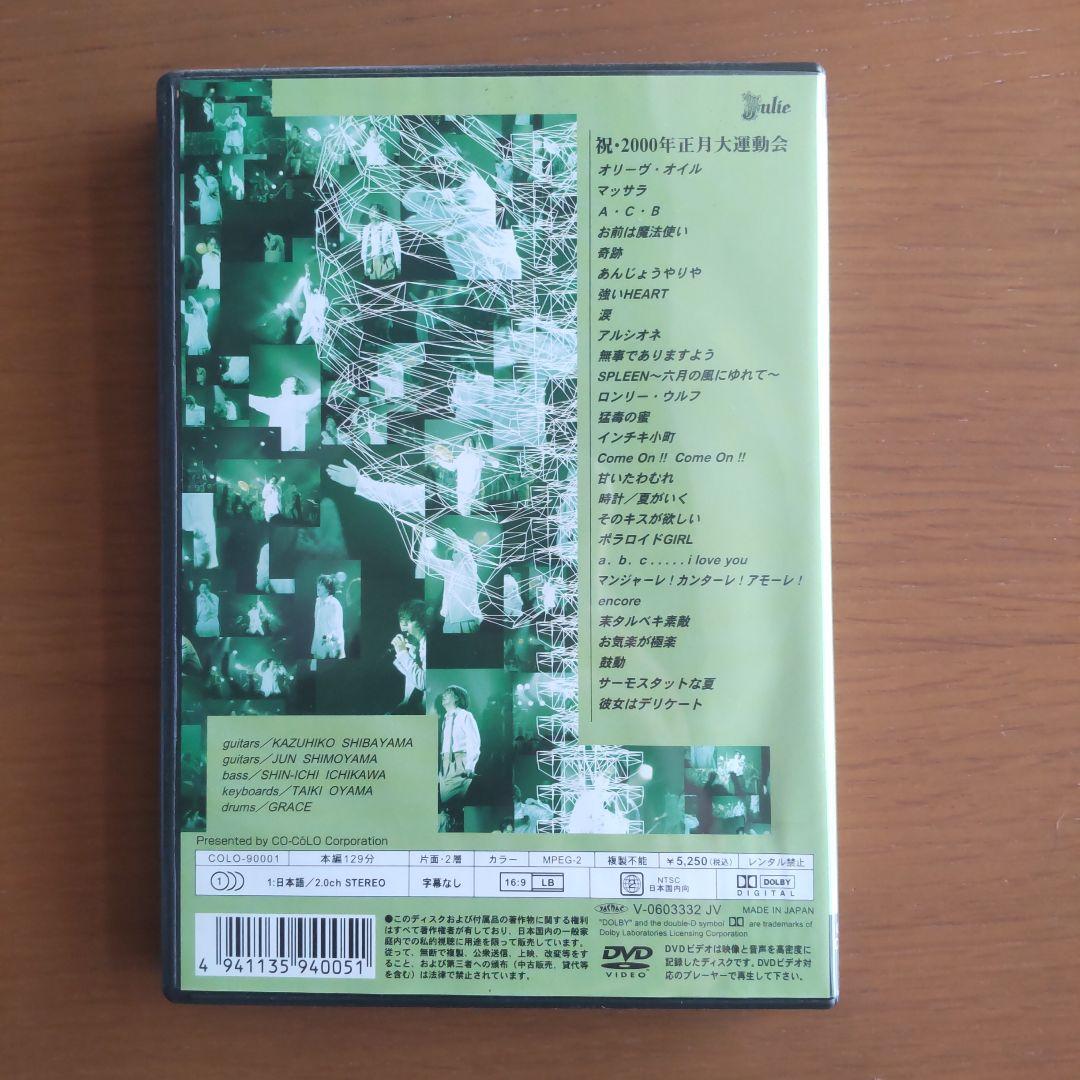 Julie
祝・2000年正月大運動会
オリーヴ・オイル
マッサラ
A・C・B
お前は魔法使い
奇跡
あんじょうやりや
強いHEART
涙
アルシオネ
無事でありますよう
SPLEEN～六月の風にゆれて～
ロンリー・ウルフ
猛毒の蜜
インチキ小町
Come On !! Come On !!
甘いたわむれ
時計／夏がいく
そのキスが欲しい
ポラロイドGIRL
a. b. c.....i love you
マンジャーレ！カンターレ！アモーレ！
encore
末タルベキ素敵
お気楽が極楽
鼓動
サーモスタットな夏
彼女はデリケート
guitars／KAZUHIKO SHIBAYAMA
guitars／JUN SHIMOYAMA
bass／SHIN-ICHI ICHIKAWA
keyboards／TAIKI OYAMA
drums／GRACE
Presented by CO-CóLO Corporation
COLO-90001 本編129分 片面・2層 カラー MPEG-2 複製不能 ￥5,250(税込) レンタル禁止
1 1:日本語／2.0ch STEREO 字幕なし 16:9 LB 2 NTSC 日本国内向 DOLBY DIGITAL
V-0603332 JV MADE IN JAPAN
"DOLBY" and the double-D symbol are trademarks of
Dolby Laboratories Licensing Corporation
4 941135 940051
●このディスクおよび付属品の著作物に関する権利
はすべて著作権者が有しており、日本国内の一般家
庭内での私的視聴に用途を限って販売しています。
従って、無断で複製、公衆送信、上映、改変等をす
ること、および第三者への頒布（中古販売、貸代等
を含む）は法律で禁止されています。
DVD VIDEO
DVDビデオは映像と音声を高密度に
記録したディスクです。DVDビデオ対
応のプレーヤーで再生して下さい。